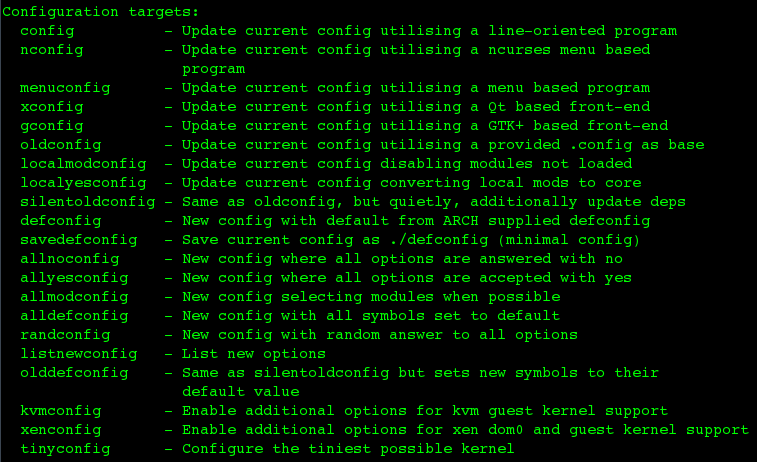 Configuration targets:
  config          - Update current config utilising a line-oriented program
  nconfig         - Update current config utilising a ncurses menu based
                    program
  menuconfig      - Update current config utilising a menu based program
  xconfig         - Update current config utilising a Qt based front-end
  gconfig         - Update current config utilising a GTK+ based front-end
  oldconfig       - Update current config utilising a provided .config as base
  localmodconfig  - Update current config disabling modules not loaded
  localyesconfig  - Update current config converting local mods to core
  silentoldconfig - Same as oldconfig, but quietly, additionally update deps
  defconfig       - New config with default from ARCH supplied defconfig
  savedefconfig   - Save current config as ./defconfig (minimal config)
  allnoconfig     - New config where all options are answered with no
  allyesconfig    - New config where all options are accepted with yes
  allmodconfig    - New config selecting modules when possible
  alldefconfig    - New config with all symbols set to default
  randconfig      - New config with random answer to all options
  listnewconfig   - List new options
  olddefconfig    - Same as silentoldconfig but sets new symbols to their
                    default value
  kvmconfig       - Enable additional options for kvm guest kernel support
  xenconfig       - Enable additional options for xen dom0 and guest kernel support
  tinyconfig      - Configure the tiniest possible kernel